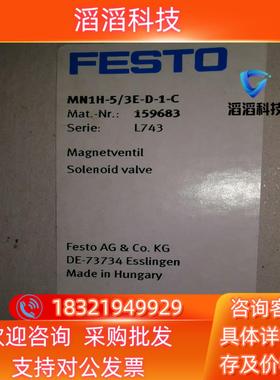 滔滔科技
FESTO
滔滔科技
MN1H-5/3E-D-1-C
Mat.-Nr.: 159683
Serie: L743
Magnetventil
Solenoid valve
Festo AG & Co. KG
DE-73734 Esslingen
Made in Hungary
18321949929
欢迎咨询 采购批发
支持对公发票
咨询客
具体详
存及价